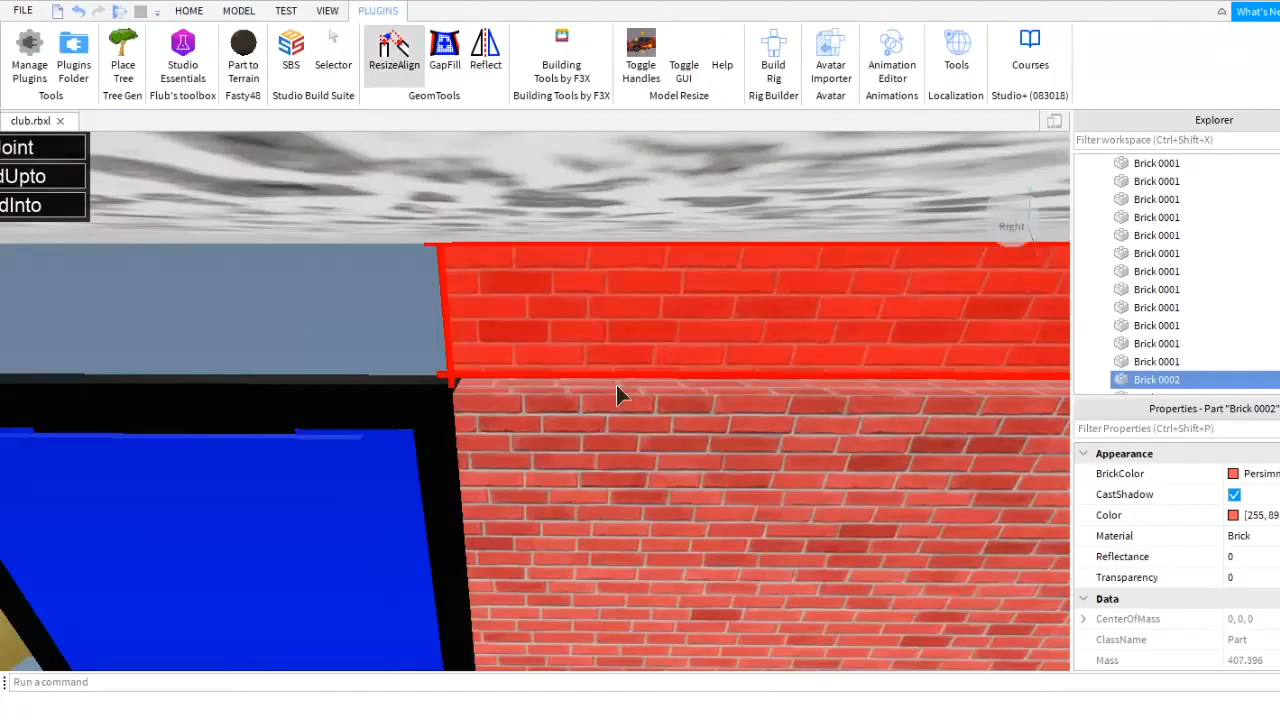 FILE HOME MODEL TEST VIEW PLUGINS What's Ne
Manage Plugins Plugins Folder Place Tree Studio Essentials Part to Terrain SBS Selector ResizeAlign GapFill Reflect Building Tools by F3X Toggle Handles Toggle GUI Help Build Rig Avatar Importer Animation Editor Tools Courses
Tools Tree Gen Flub's toolbox Fasty48 Studio Build Suite GeomTools Building Tools by F3X Model Resize Rig Builder Avatar Animations Localization Studio+ (083018)
club.rbxl
Explorer
Filter workspace (Ctrl+Shift+X)
Joint
dUpto
dInto
Right
Brick 0001
Brick 0001
Brick 0001
Brick 0001
Brick 0001
Brick 0001
Brick 0001
Brick 0001
Brick 0001
Brick 0001
Brick 0001
Brick 0001
Brick 0002
Properties - Part "Brick 0002"
Filter Properties (Ctrl+Shift+P)
Appearance
BrickColor Persimm
CastShadow
Color [255, 89,
Material Brick
Reflectance 0
Transparency 0
Data
CenterOfMass 0, 0, 0
ClassName Part
Mass 407.396
Run a command